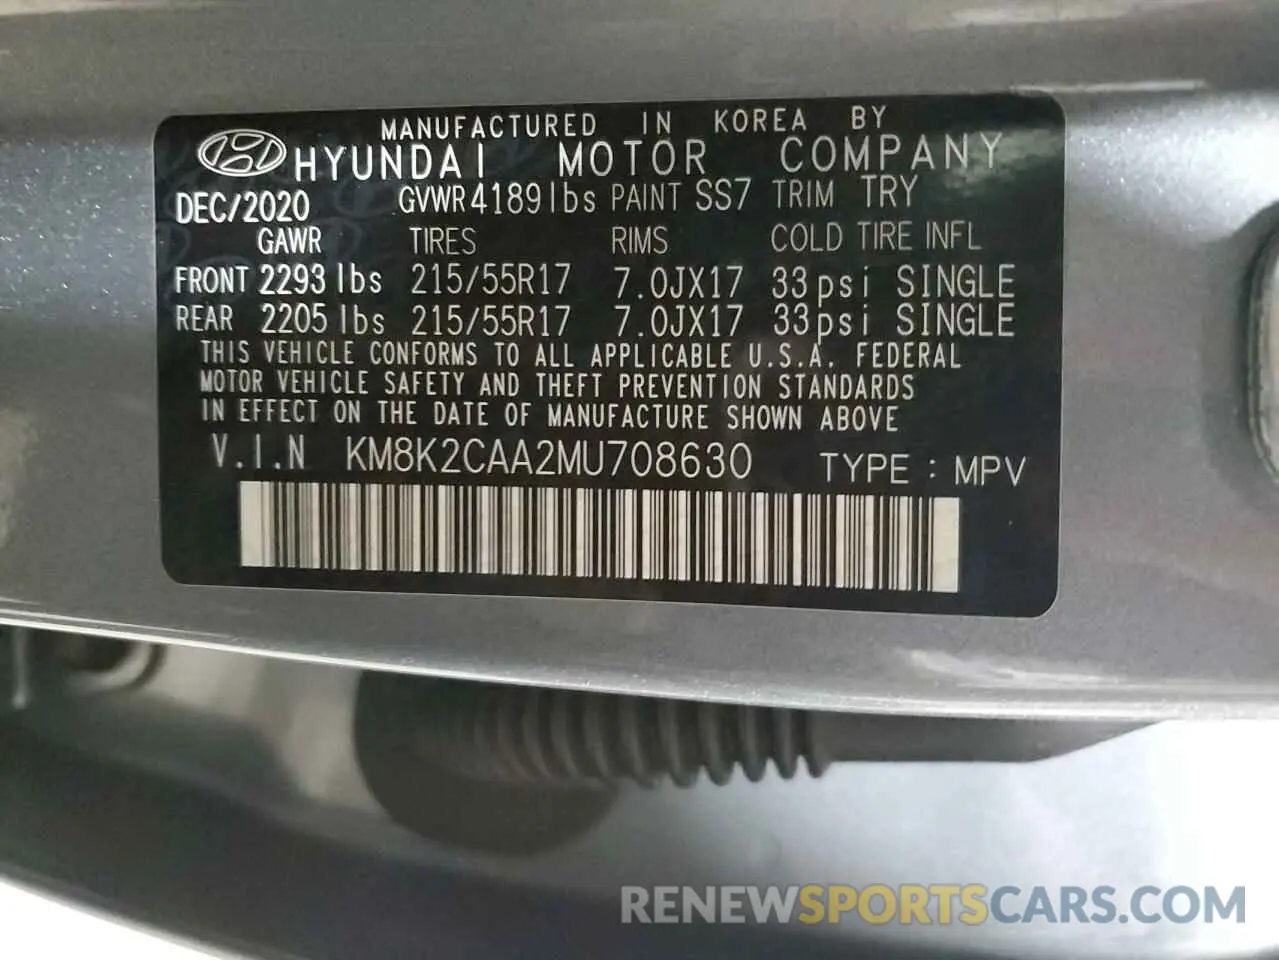 MANUFACTURED IN KOREA BY
HYUNDAI MOTOR COMPANY
DEC/2020 GVWR 4189lbs PAINT SS7 TRIM TRY
GAWR TIRES RIMS COLD TIRE INFL
FRONT 2293 lbs 215/55R17 7.0JX17 33psi SINGLE
REAR 2205 lbs 215/55R17 7.0JX17 33psi SINGLE
THIS VEHICLE CONFORMS TO ALL APPLICABLE U.S.A. FEDERAL
MOTOR VEHICLE SAFETY AND THEFT PREVENTION STANDARDS
IN EFFECT ON THE DATE OF MANUFACTURE SHOWN ABOVE
V.I.N KM8K2CAA2MU708630 TYPE : MPV
RENEWSPORTSCARS.COM